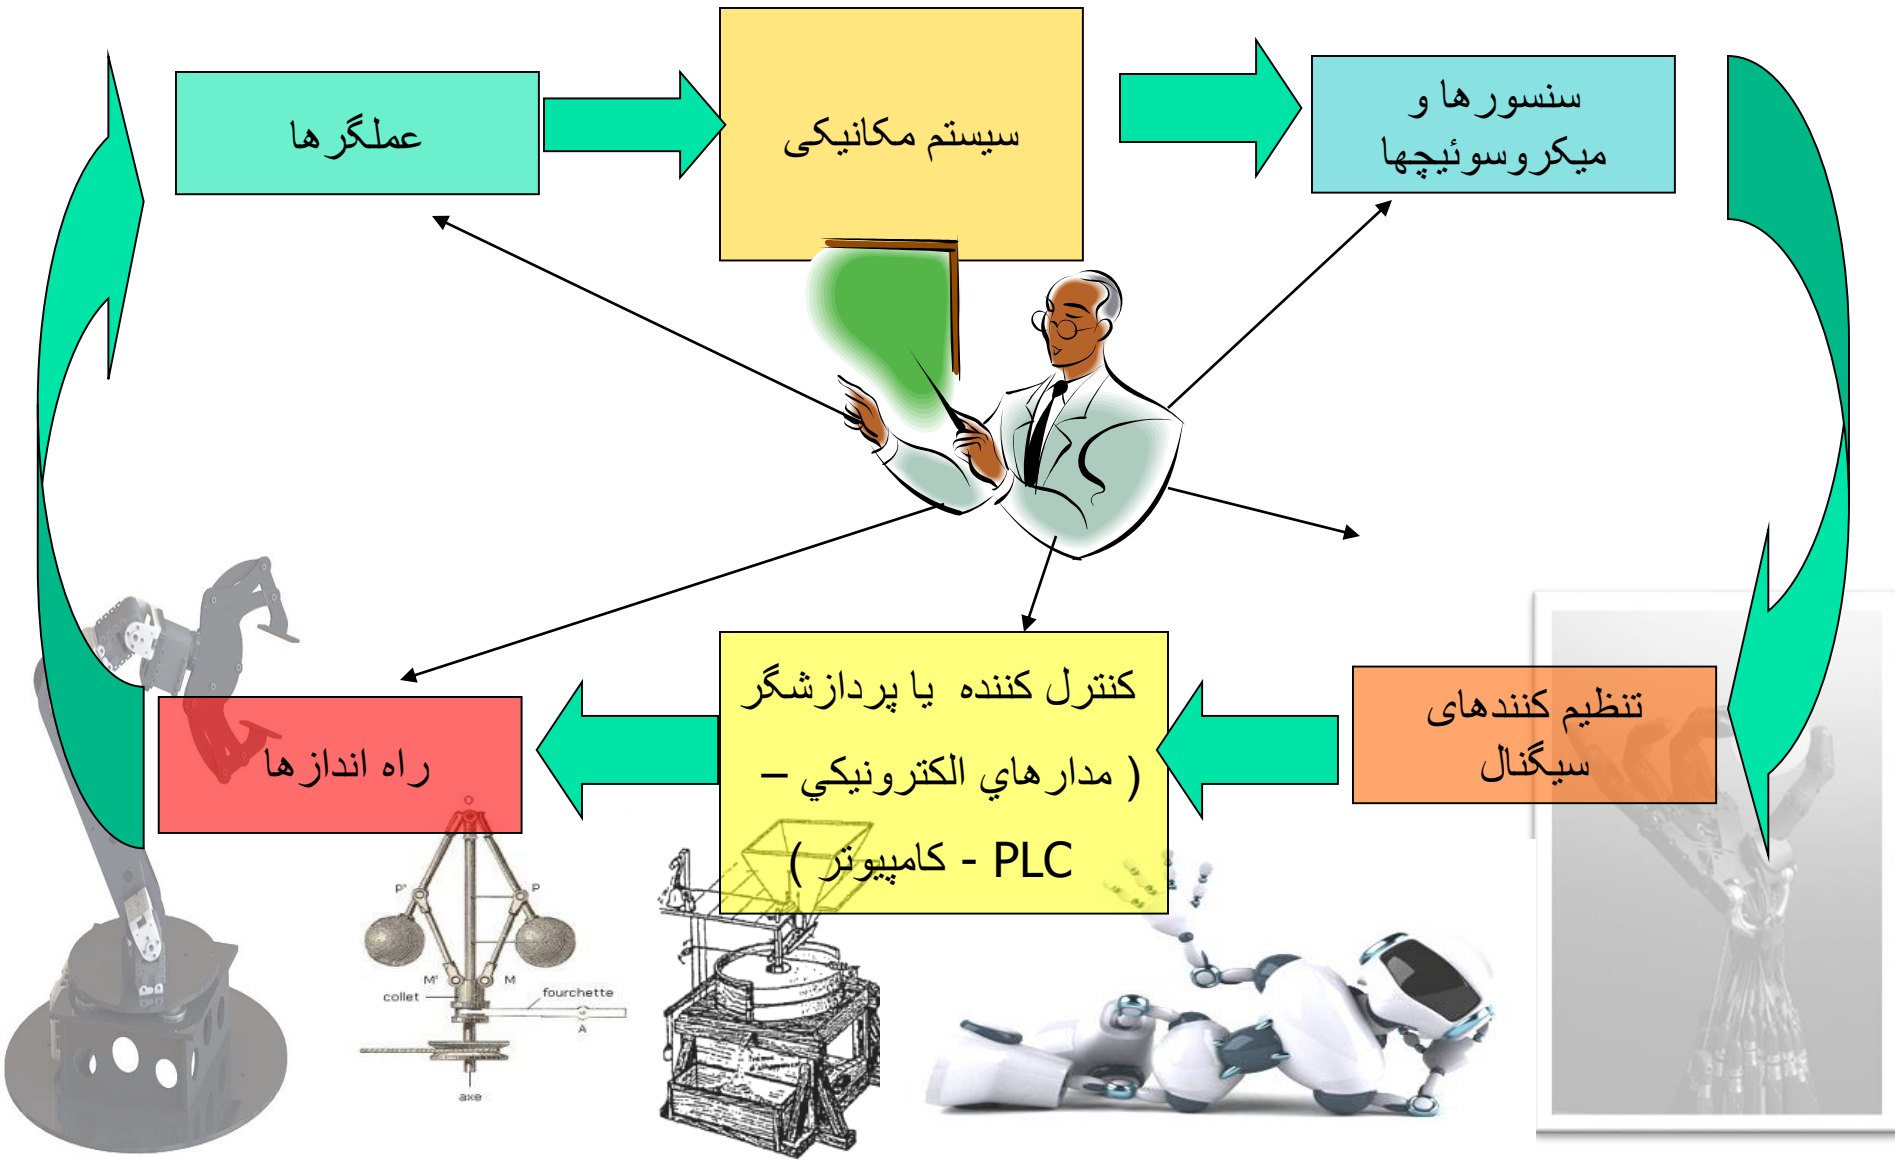 عملگرها
سیستم مکانیکی
سنسورها و
میکروسوئیچها
تنظیم کنندهای
سیگنال
کنترل کننده یا پردازشگر
( مدارهاي الکترونيکي –
PLC - کامپیوتر )
راه اندازها
O
P'
P
M'
M
collet
fourchette
A
axe